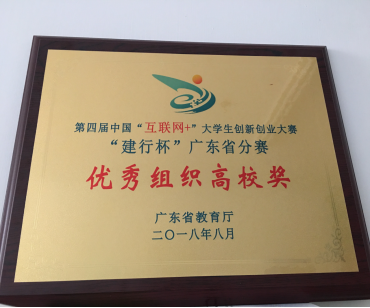 第四届中国“互联网+”大学生创新创业大赛
“建行杯”广东省分赛
优秀组织高校奖
广东省教育厅
二〇一八年八月